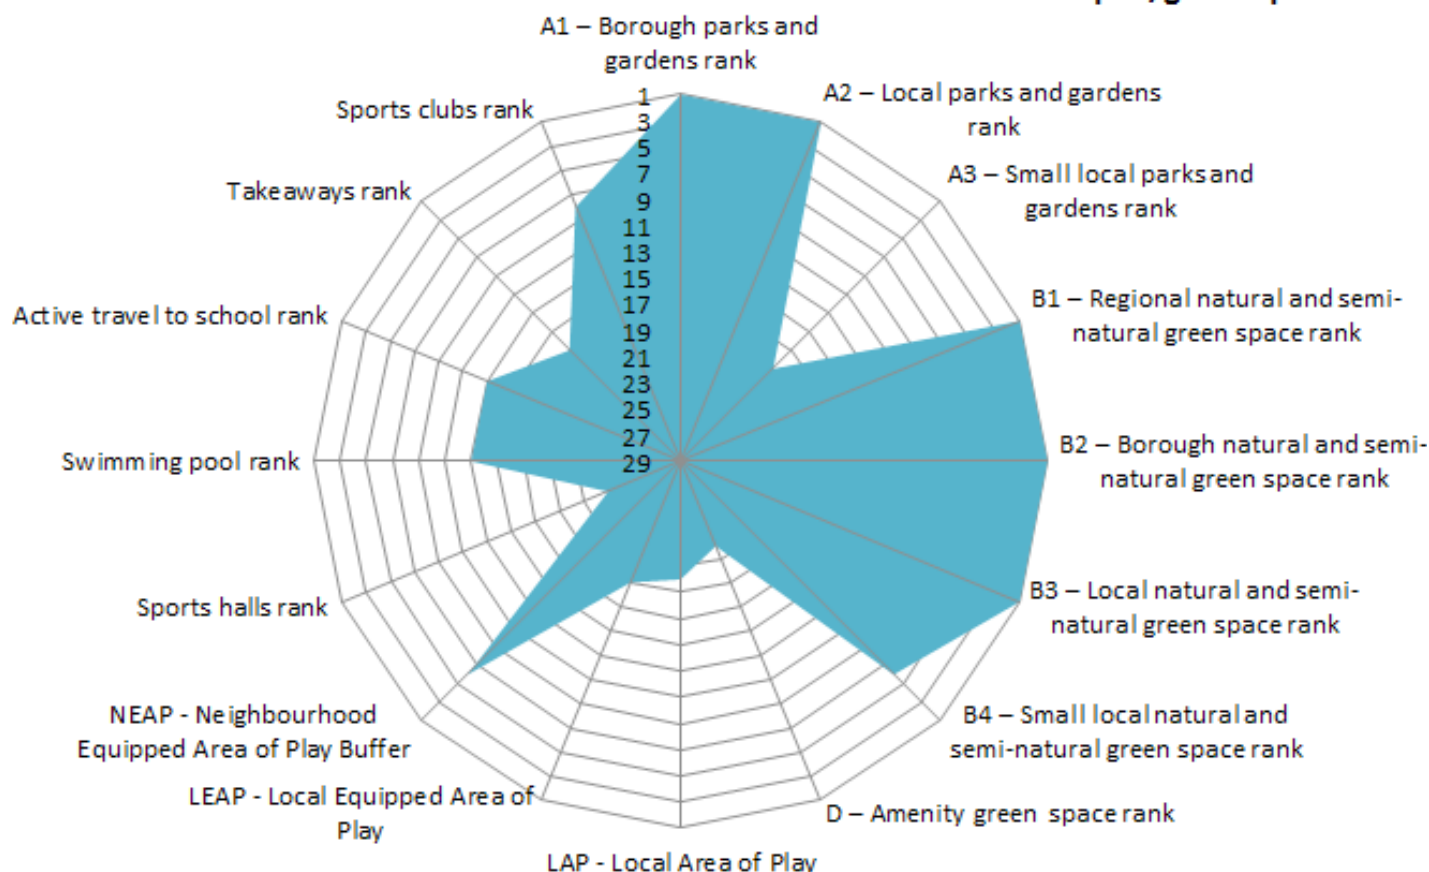 A1 – Borough parks and
gardens rank
A2 – Local parks and gardens
rank
A3 – Small local parks and
gardens rank
B1 – Regional natural and semi-
natural green space rank
B2 – Borough natural and semi-
natural green space rank
B3 – Local natural and semi-
natural green space rank
B4 – Small local natural and
semi-natural green space rank
D – Amenity green space rank
LAP - Local Area of Play
LEAP - Local Equipped Area of
Play
NEAP - Neighbourhood
Equipped Area of Play Buffer
Sports halls rank
Swimming pool rank
Active travel to school rank
Takeaways rank
Sports clubs rank
1
3
5
7
9
11
13
15
17
19
21
23
25
27
29